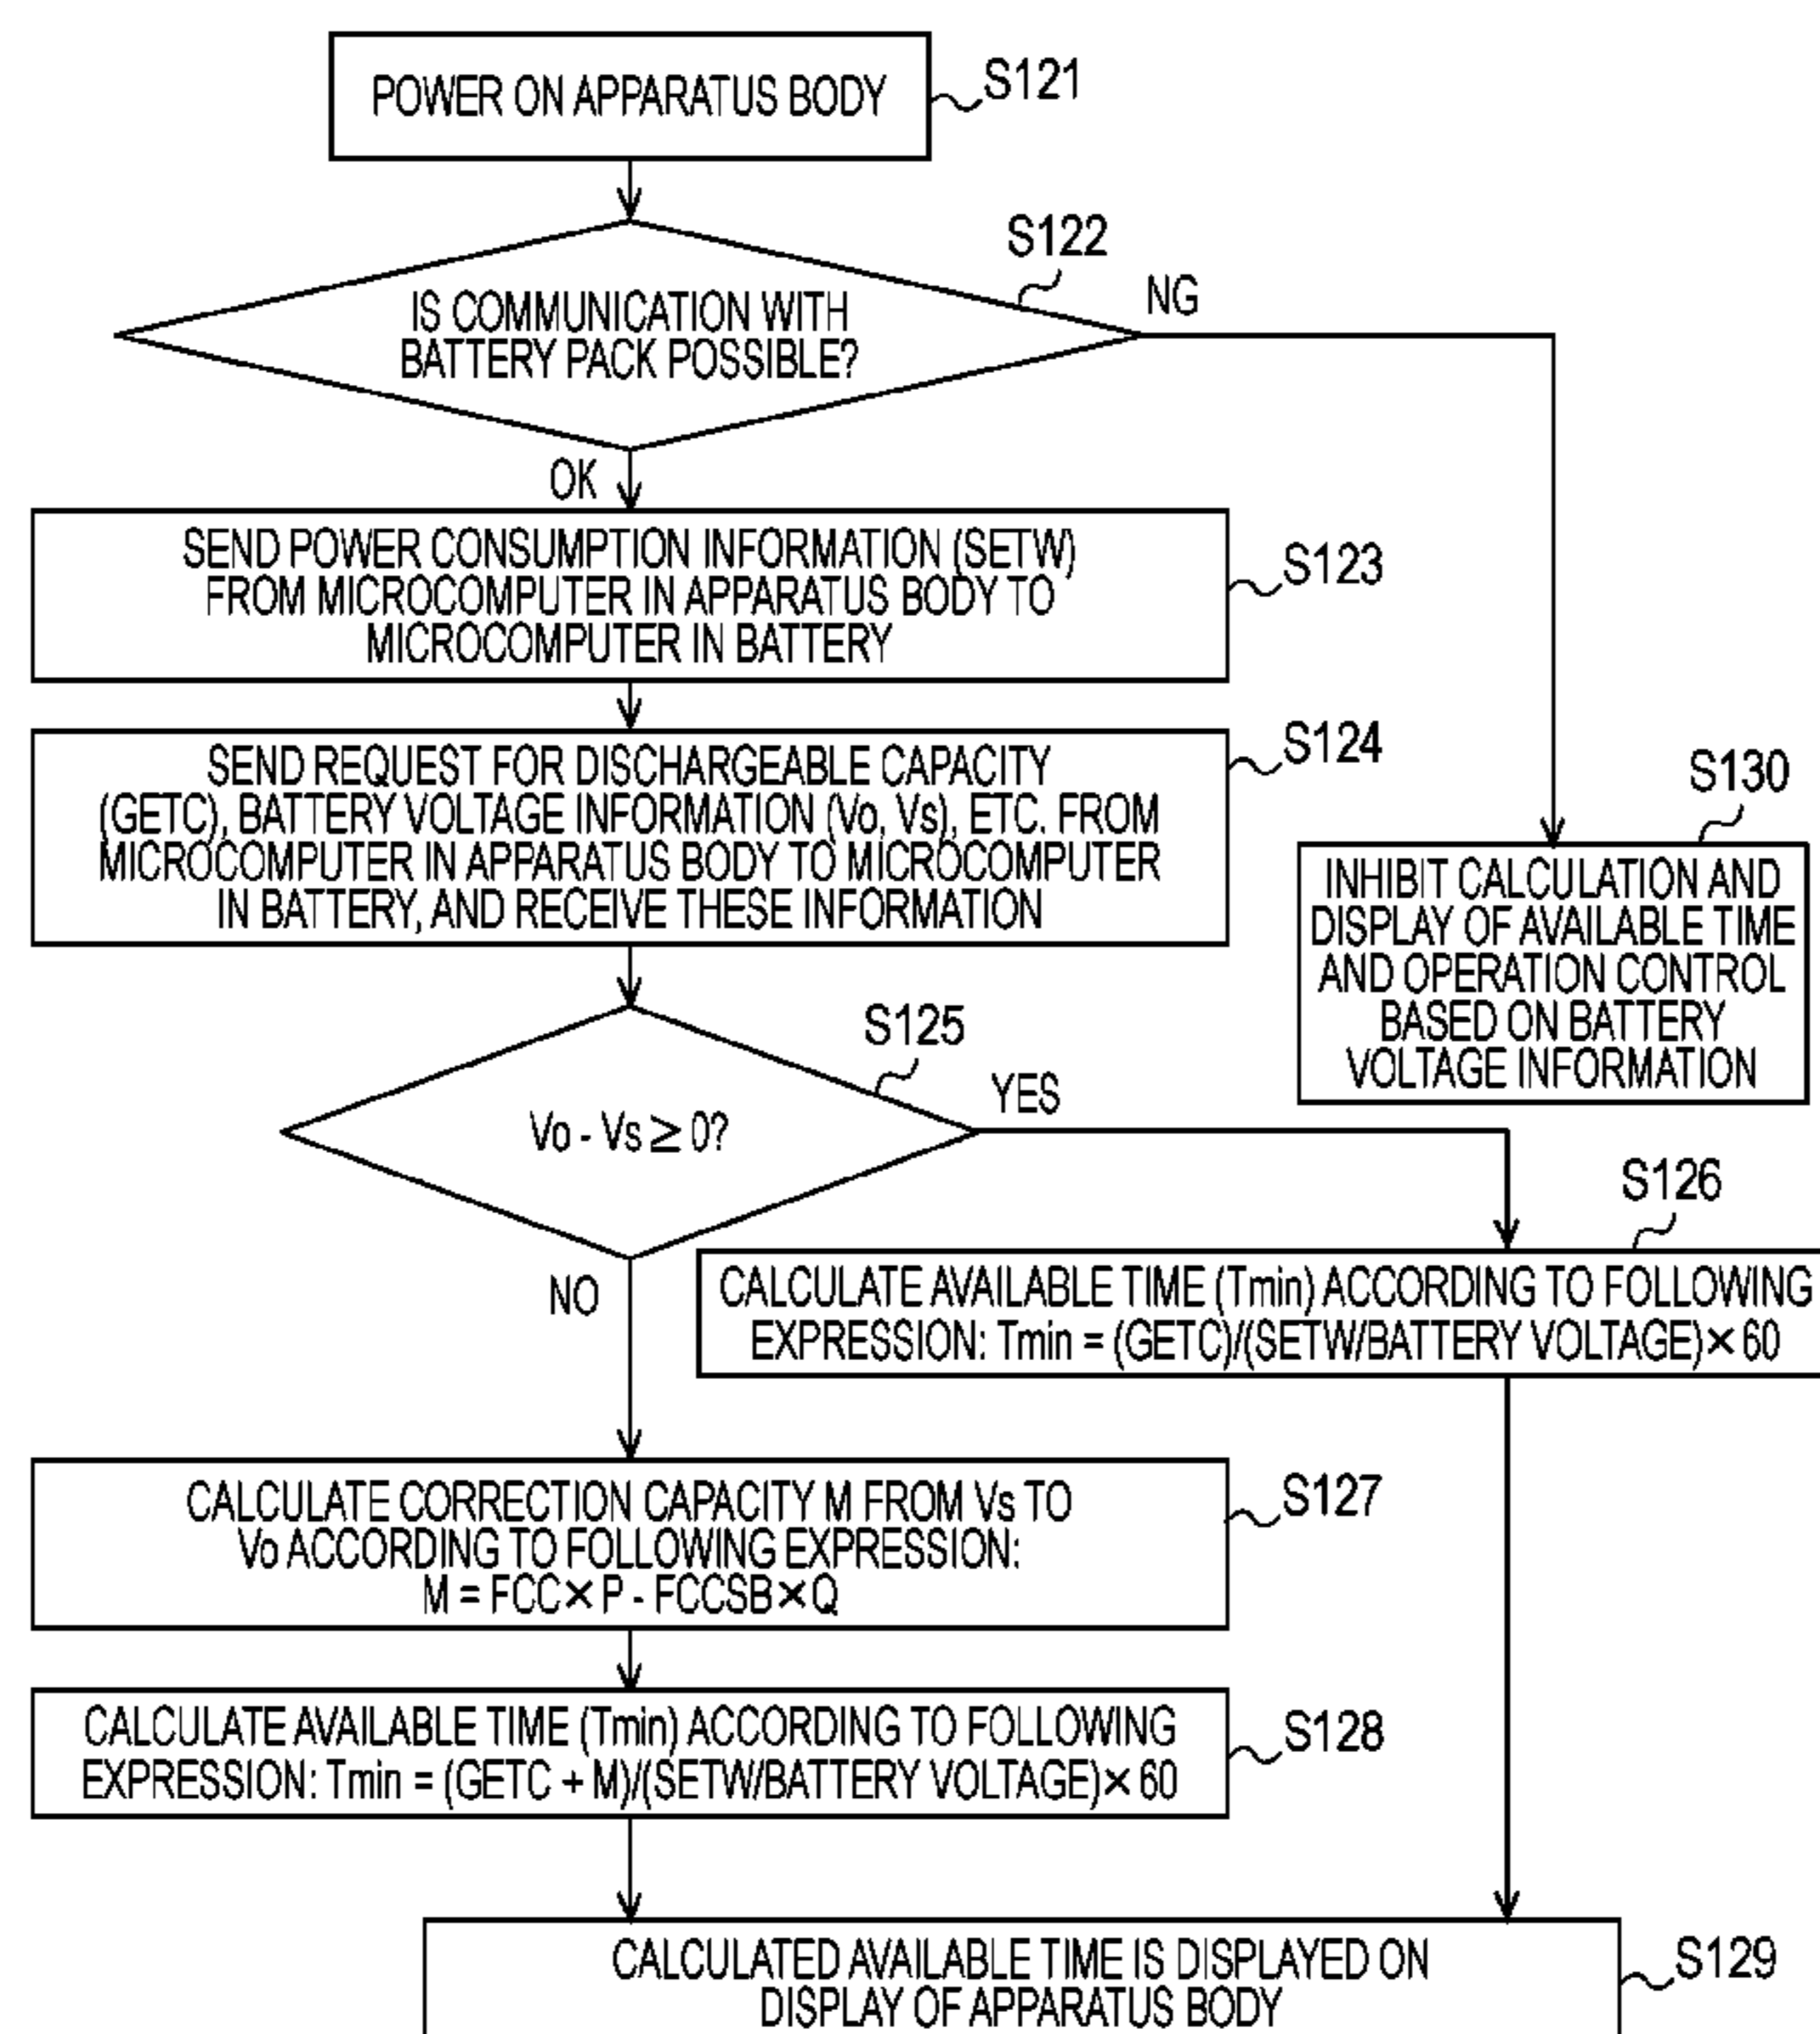 POWER ON APPARATUS BODY
S121
S122
IS COMMUNICATION WITH
BATTERY PACK POSSIBLE?
NG
OK
SEND POWER CONSUMPTION INFORMATION (SETW)
FROM MICROCOMPUTER IN APPARATUS BODY TO
MICROCOMPUTER IN BATTERY
S123
SEND REQUEST FOR DISCHARGEABLE CAPACITY
(GETC), BATTERY VOLTAGE INFORMATION (Vo, Vs), ETC. FROM
MICROCOMPUTER IN APPARATUS BODY TO MICROCOMPUTER
IN BATTERY, AND RECEIVE THESE INFORMATION
S124
S130
INHIBIT CALCULATION AND
DISPLAY OF AVAILABLE TIME
AND OPERATION CONTROL
BASED ON BATTERY
VOLTAGE INFORMATION
S125
Vo - Vs ≥ 0?
YES
NO
S126
CALCULATE AVAILABLE TIME (Tmin) ACCORDING TO FOLLOWING
EXPRESSION: Tmin = (GETC)/(SETW/BATTERY VOLTAGE)×60
CALCULATE CORRECTION CAPACITY M FROM Vs TO
Vo ACCORDING TO FOLLOWING EXPRESSION:
M = FCC×P - FCCSB×Q
S127
CALCULATE AVAILABLE TIME (Tmin) ACCORDING TO FOLLOWING
EXPRESSION: Tmin = (GETC + M)/(SETW/BATTERY VOLTAGE)×60
S128
CALCULATED AVAILABLE TIME IS DISPLAYED ON
DISPLAY OF APPARATUS BODY
S129